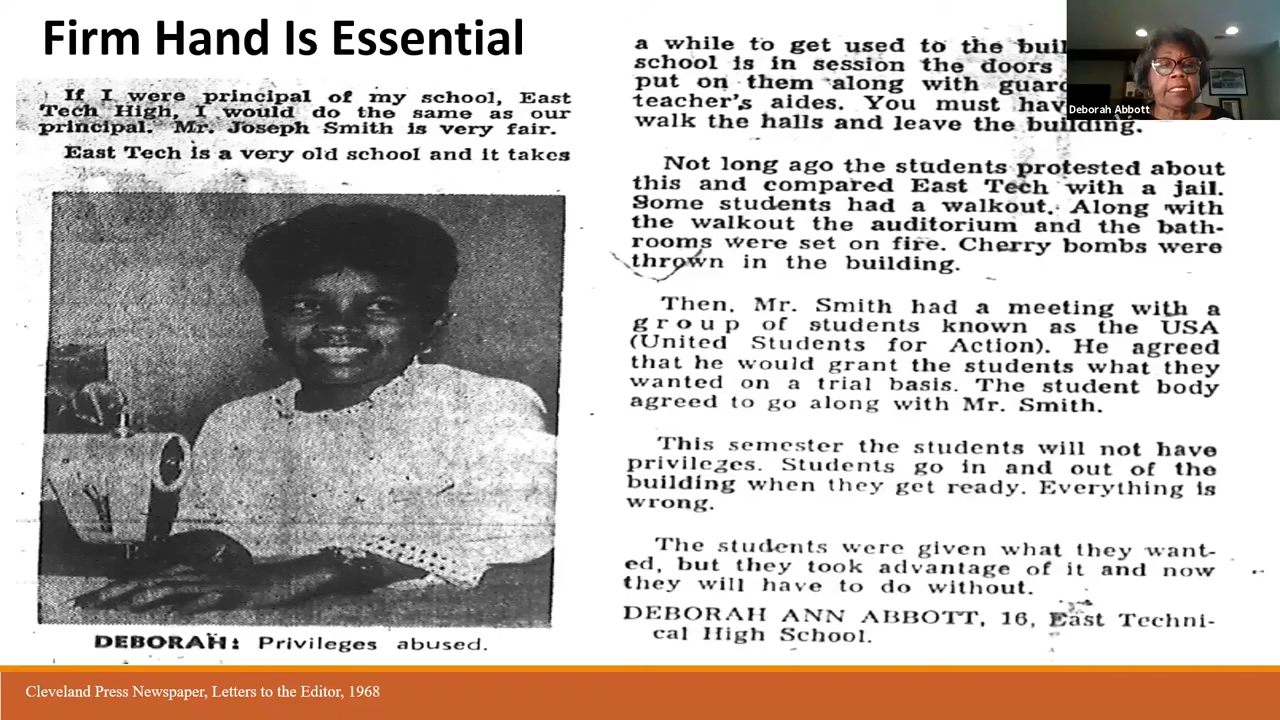 Firm Hand Is Essential
If I were principal of my school, East
Tech High, I would do the same as our
principal. Mr. Joseph Smith is very fair.
East Tech is a very old school and it takes
DEBORAH: Privileges abused.
a while to get used to the
school is in session the doors
put on them along with
teacher's aides. You must
walk the halls and leave the building.
Not long ago the students protested about
this and compared East Tech with a jail.
Some students had a walkout. Along with
the walkout the auditorium and the bath-
rooms were set on fire. Cherry bombs were
thrown in the building.
Then, Mr. Smith had a meeting with a
group of students known as the USA
(United Students for Action). He agreed
that he would grant the students what they
wanted on a trial basis. The student body
agreed to go along with Mr. Smith.
This semester the students will not have
privileges. Students go in and out of the
building when they get ready. Everything is
wrong.
The students were given what they want-
ed, but they took advantage of it and now
they will have to do without.
DEBORAH ANN ABBOTT, 16, East Techni-
cal High School.
Deborah Abbott
Cleveland Press Newspaper, Letters to the Editor, 1968